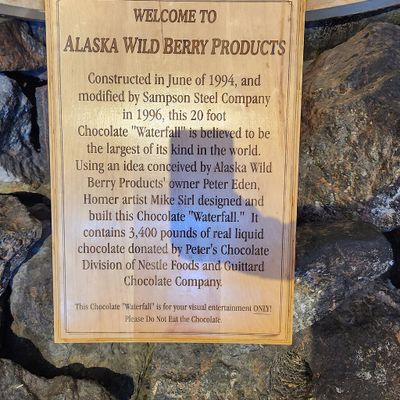 WELCOME TO
ALASKA WILD BERRY PRODUCTS
Constructed in June of 1994, and
modified by Sampson Steel Company
in 1996, this 20 foot
Chocolate "Waterfall" is believed to be
the largest of its kind in the world.
Using an idea conceived by Alaska Wild
Berry Products' owner Peter Eden,
Homer artist Mike Sirl designed and
built this Chocolate "Waterfall." It
contains 3,400 pounds of real liquid
chocolate donated by Peter's Chocolate
Division of Nestle Foods and Guittard
Chocolate Company.
This Chocolate "Waterfall" is for your visual entertainment ONLY!
Please Do Not Eat the Chocolate.